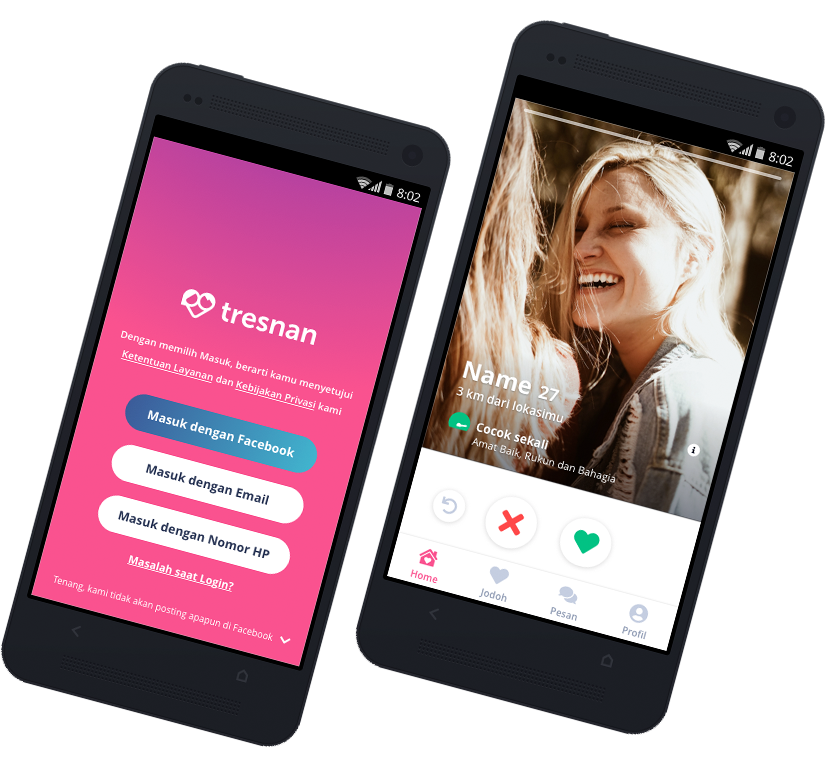 8:02
tresnan
Dengan memilih Masuk, berarti kamu menyetujui
Ketentuan Layanan dan Kebijakan Privasi kami
Masuk dengan Facebook
Masuk dengan Email
Masuk dengan Nomor HP
Masalah saat Login?
Tenang, kami tidak akan posting apapun di Facebook
8:02
Name 27
3 km dari lokasimu
Cocok sekali
Amat Baik, Rukun dan Bahagia
i
Home
Jodoh
Pesan
Profil